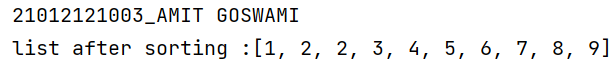 21012121003_AMIT GOSWAMI
list after sorting :[1, 2, 2, 3, 4, 5, 6, 7, 8, 9]